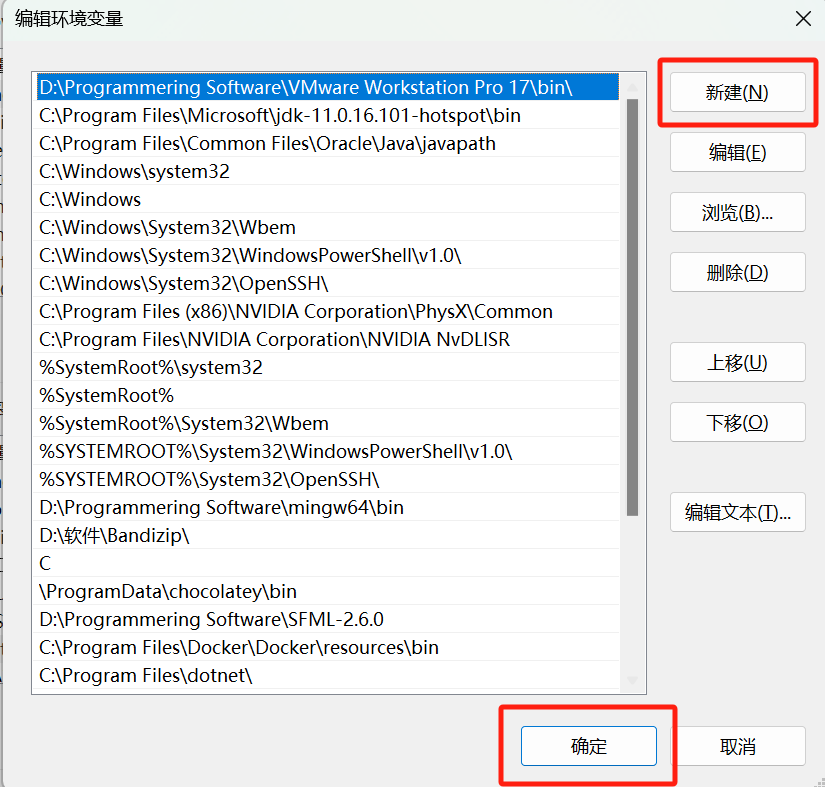 编辑环境变量
D:\Programmering Software\VMware Workstation Pro 17\bin\
C:\Program Files\Microsoft\jdk-11.0.16.101-hotspot\bin
C:\Program Files\Common Files\Oracle\Java\javapath
C:\Windows\system32
C:\Windows
C:\Windows\System32\Wbem
C:\Windows\System32\WindowsPowerShell\v1.0\
C:\Windows\System32\OpenSSH\
C:\Program Files (x86)\NVIDIA Corporation\PhysX\Common
C:\Program Files\NVIDIA Corporation\NVIDIA NvDLISR
%SystemRoot%\system32
%SystemRoot%
%SystemRoot%\System32\Wbem
%SYSTEMROOT%\System32\WindowsPowerShell\v1.0\
%SYSTEMROOT%\System32\OpenSSH\
D:\Programmering Software\mingw64\bin
D:\软件\Bandizip\
C
\ProgramData\chocolatey\bin
D:\Programmering Software\SFML-2.6.0
C:\Program Files\Docker\Docker\resources\bin
C:\Program Files\dotnet\
新建(N)
编辑(E)
浏览(B)...
删除(D)
上移(U)
下移(O)
编辑文本(T)...
确定
取消